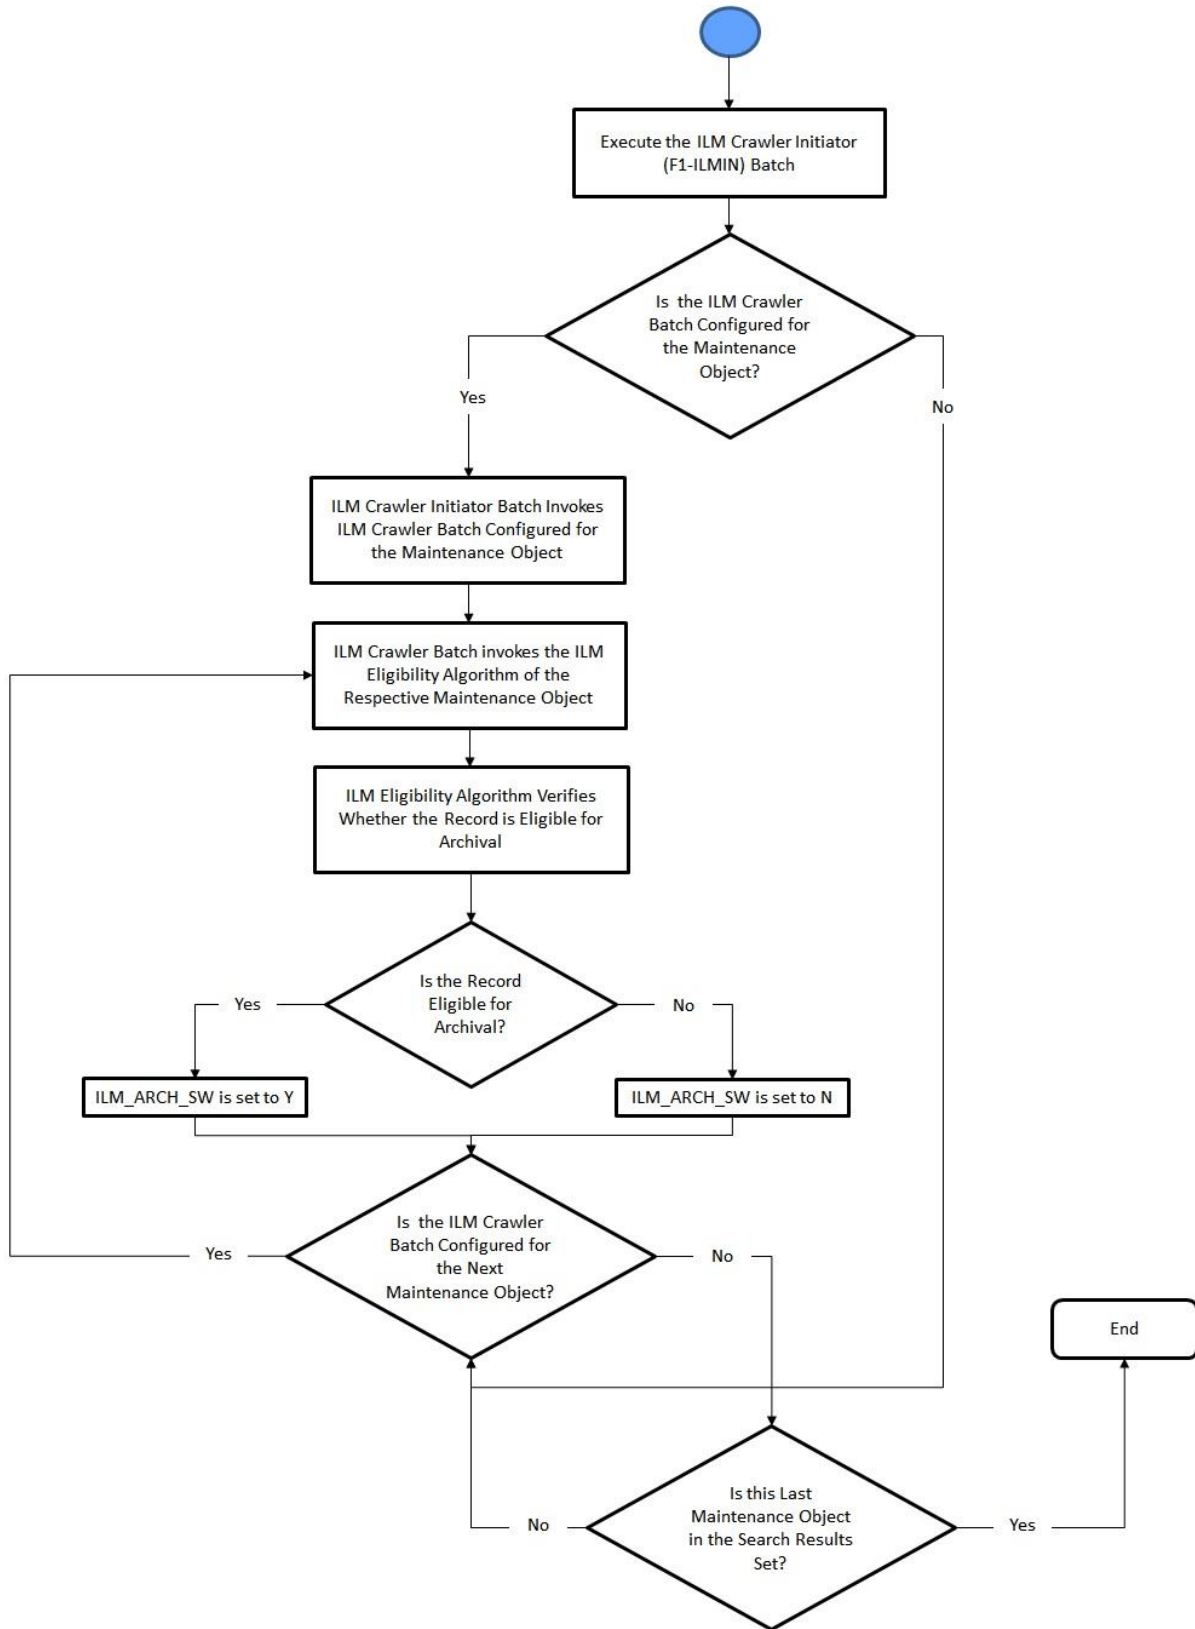 Execute the ILM Crawler Initiator
(F1-ILMIN) Batch
Is the ILM Crawler
Batch Configured for
the Maintenance
Object?
Yes
No
ILM Crawler Initiator Batch Invokes
ILM Crawler Batch Configured for
the Maintenance Object
ILM Crawler Batch invokes the ILM
Eligibility Algorithm of the
Respective Maintenance Object
ILM Eligibility Algorithm Verifies
Whether the Record is Eligible for
Archival
Is the Record
Eligible for
Archival?
Yes
No
ILM_ARCH_SW is set to Y
ILM_ARCH_SW is set to N
Is the ILM Crawler
Batch Configured for
the Next
Maintenance Object?
Yes
No
End
Is this Last
Maintenance Object
in the Search Results
Set?
No
Yes